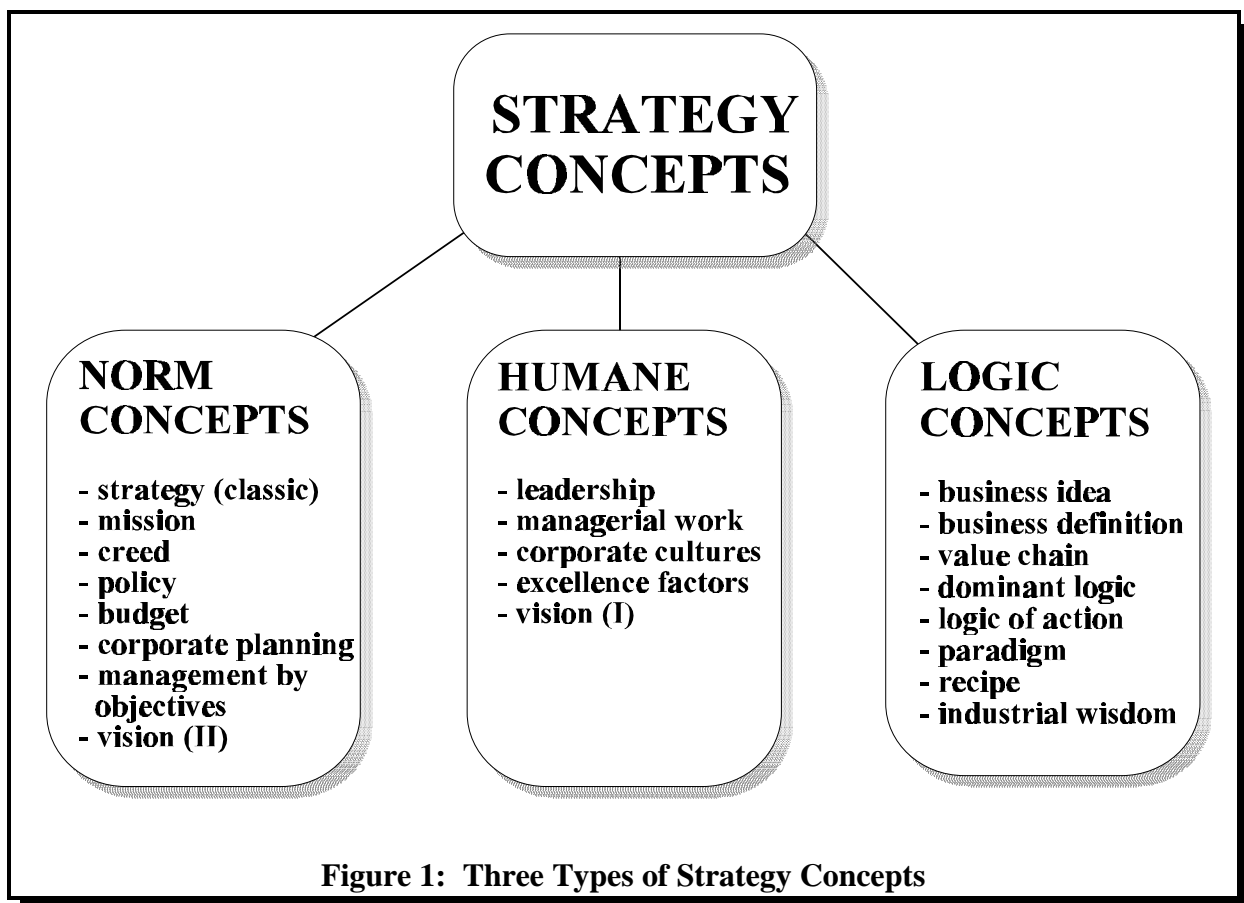 STRATEGY
CONCEPTS
NORM
CONCEPTS
- strategy (classic)
- mission
- creed
- policy
- budget
- corporate planning
- management by
objectives
- vision (II)
HUMANE
CONCEPTS
- leadership
- managerial work
- corporate cultures
- excellence factors
- vision (I)
LOGIC
CONCEPTS
- business idea
- business definition
- value chain
- dominant logic
- logic of action
- paradigm
- recipe
- industrial wisdom
Figure 1: Three Types of Strategy Concepts